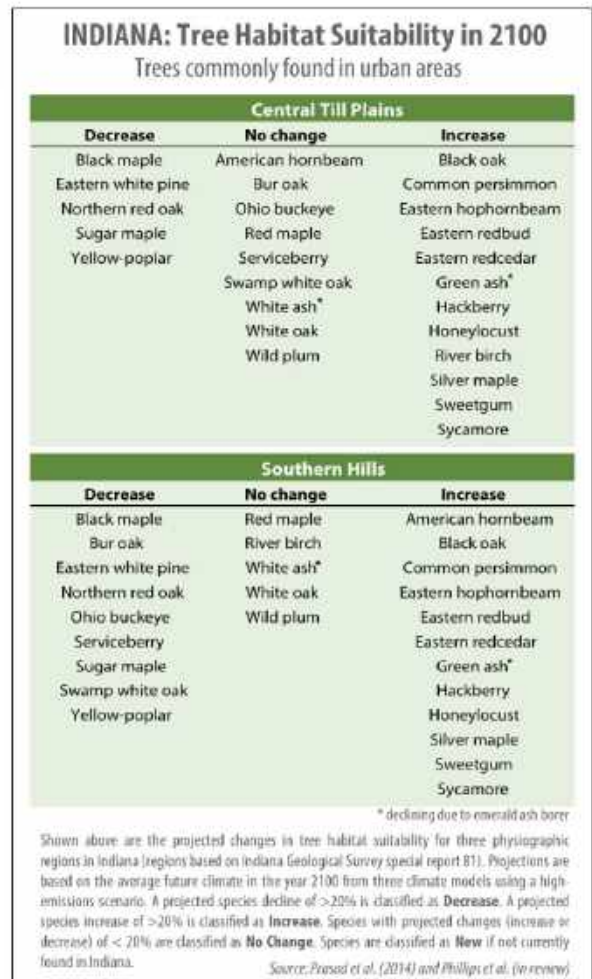 INDIANA: Tree Habitat Suitability in 2100
Trees commonly found in urban areas
Central Till Plains
Decrease No change Increase
Black maple American hornbeam Black oak
Eastern white pine Bur oak Common persimmon
Northern red oak Ohio buckeye Eastern hophornbeam
Sugar maple Red maple Eastern redbud
Yellow-poplar Serviceberry Eastern redcedar
Swamp white oak Green ash*
White ash* Hackberry
White oak Honeylocust
Wild plum River birch
Silver maple
Sweetgum
Sycamore
Southern Hills
Decrease No change Increase
Black maple Red maple American hornbeam
Bur oak River birch Black oak
Eastern white pine White ash* Common persimmon
Northern red oak White oak Eastern hophornbeam
Ohio buckeye Wild plum Eastern redbud
Serviceberry Eastern redcedar
Sugar maple Green ash*
Swamp white oak Hackberry
Yellow-poplar Honeylocust
Silver maple
Sweetgum
Sycamore
* declining due to emerald ash borer
Shown above are the projected changes in tree habitat suitability for three physiographic
regions in Indiana (regions based on Indiana Geological Survey special report 81). Projections are
based on the average future climate in the year 2100 from three climate models using a high-
emissions scenario. A projected species decline of >20% is classified as Decrease. A projected
species increase of >20% is classified as Increase. Species with projected changes (increase or
decrease) of < 20% are classified as No Change. Species are classified as New if not currently
found in Indiana.
Source: Prasad et al. (2014) and Phillips et al. (in review)